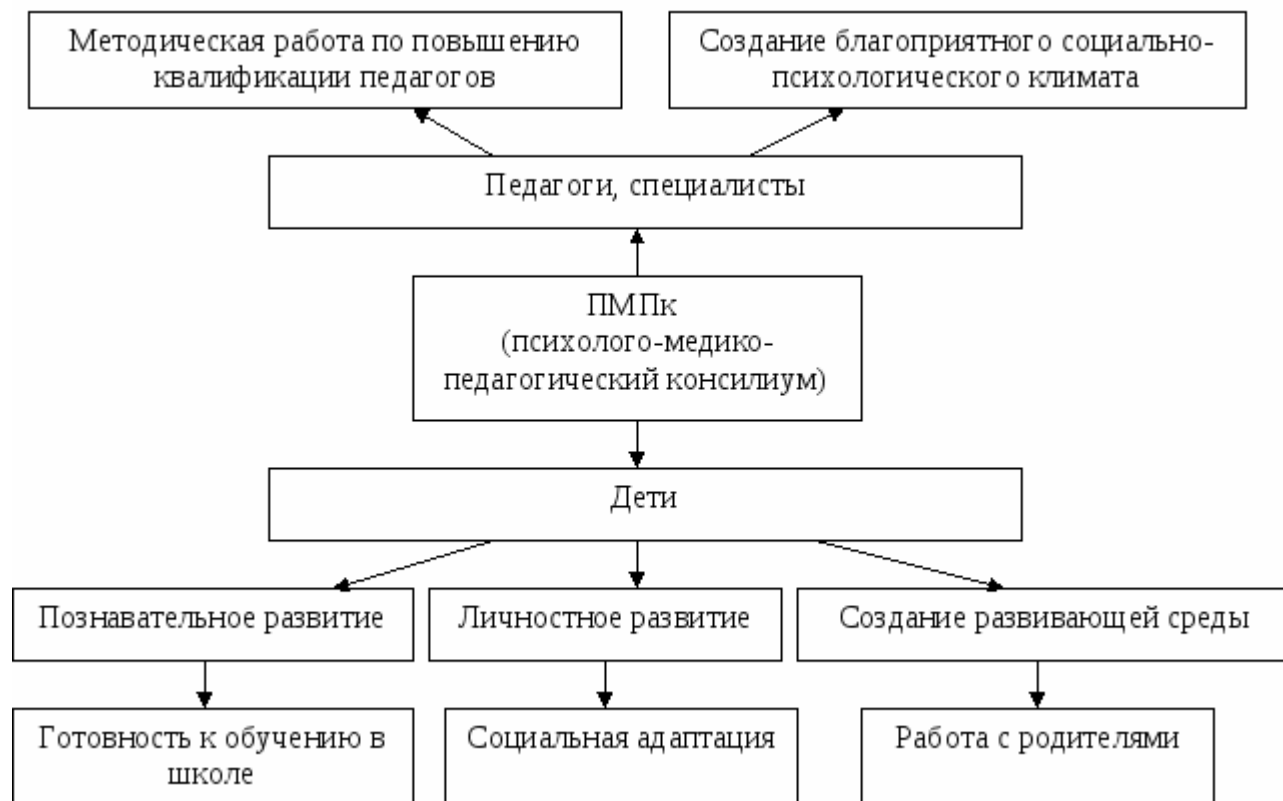 Методическая работа по повышению
квалификации педагогов
Создание благоприятного социально-
психологического климата
Педагоги, специалисты
ПМПк
(психолого-медико-
педагогический консилиум)
Дети
Познавательное развитие
Личностное развитие
Создание развивающей среды
Готовность к обучению в
школе
Социальная адаптация
Работа с родителями